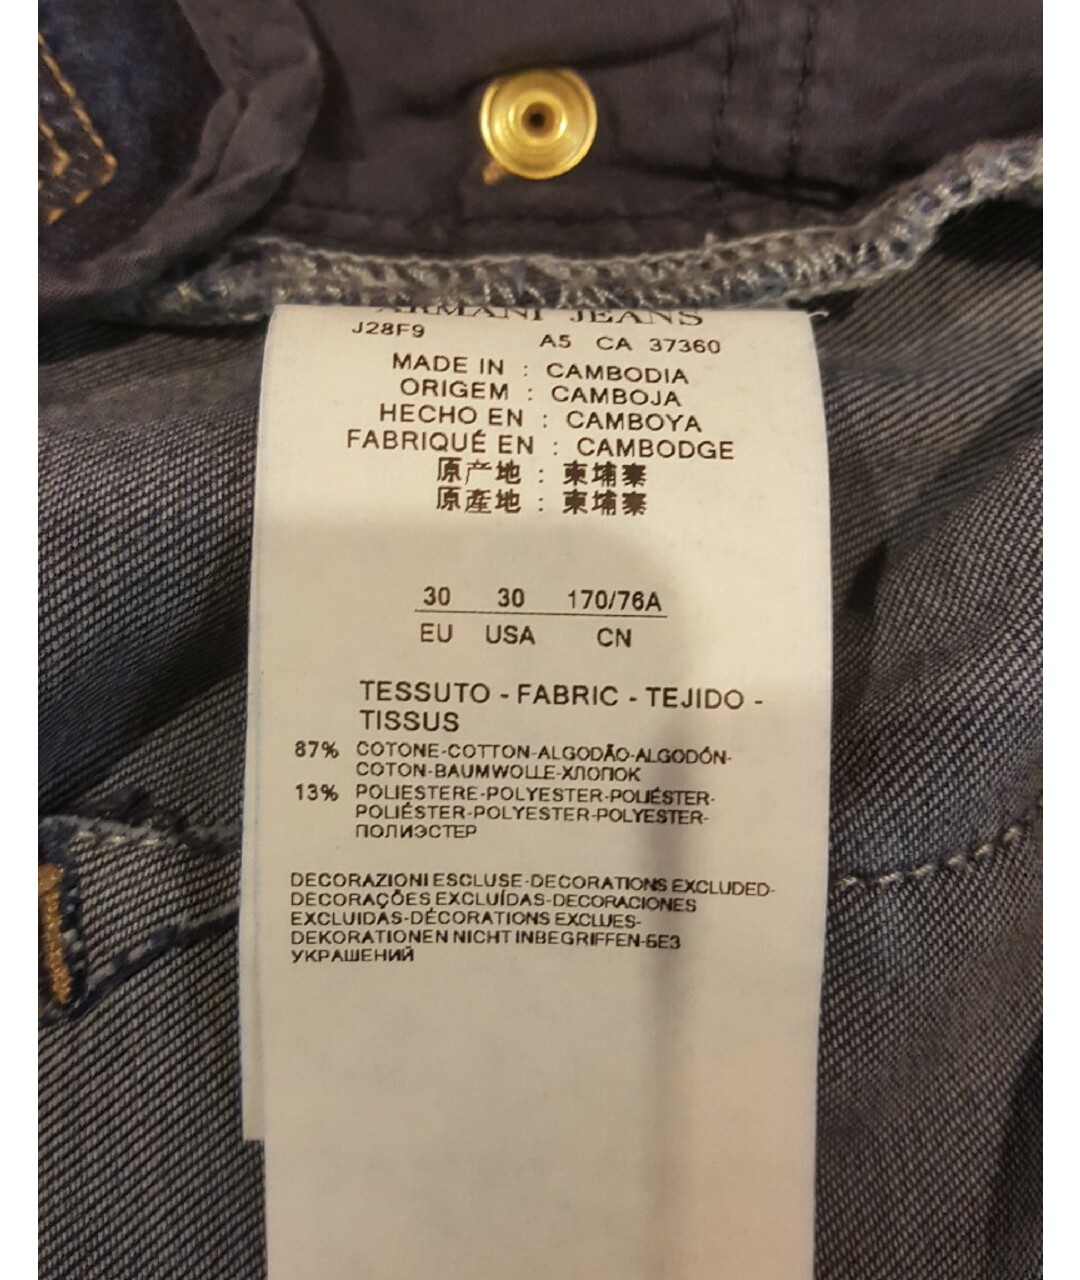 ARMANI JEANS
J28F9 A5 CA 37360
MADE IN : CAMBODIA
ORIGEM : CAMBOJA
HECHO EN : CAMBOYA
FABRIQUÉ EN : CAMBODGE
原产地 : 柬埔寨
原產地 : 柬埔寨
30 30 170/76A
EU USA CN
TESSUTO - FABRIC - TEJIDO -
TISSUS
87% COTONE-COTTON-ALGODÃO-ALGODÓN-
COTON-BAUMWOLLE-ХЛОПОК
13% POLIESTERE-POLYESTER-POLIÉSTER-
POLIÉSTER-POLYESTER-POLYESTER-
ПОЛИЭСТЕР
DECORAZIONI ESCLUSE-DECORATIONS EXCLUDED-
DECORAÇÕES EXCLUÍDAS-DECORACIONES
EXCLUIDAS-DÉCORATIONS EXCLUES-
DEKORATIONEN NICHT INBEGRIFFEN-БЕЗ
УКРАШЕНИЙ